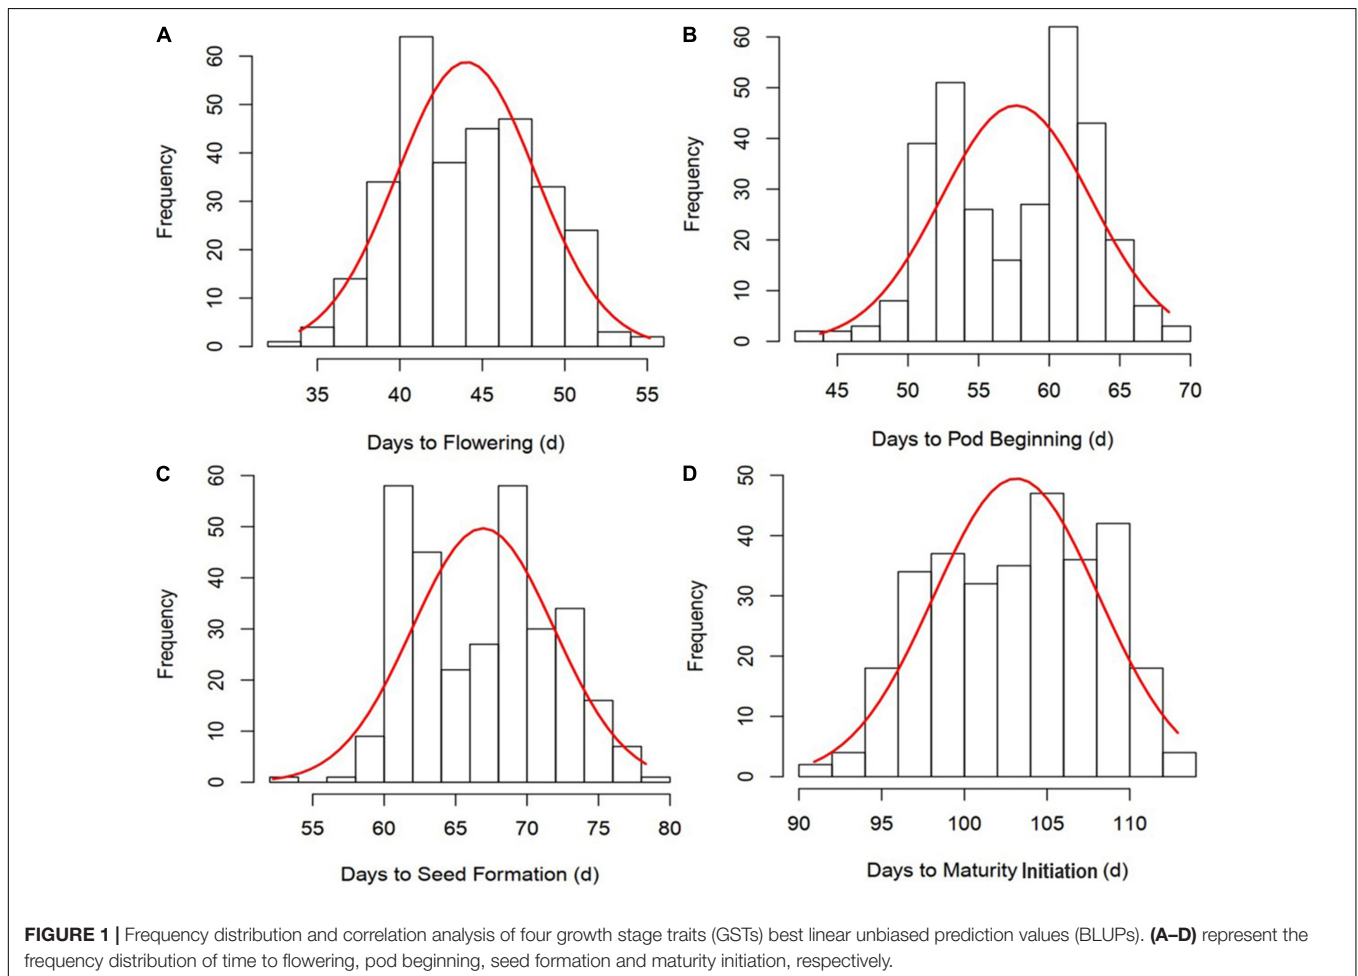 A
Frequency
0 10 20 30 40 50 60
35 40 45 50 55
Days to Flowering (d)
B
Frequency
0 10 20 30 40 50 60
45 50 55 60 65 70
Days to Pod Beginning (d)
C
Frequency
0 10 20 30 40 50 60
55 60 65 70 75 80
Days to Seed Formation (d)
D
Frequency
0 10 20 30 40 50
90 95 100 105 110
Days to Maturity Initiation (d)
FIGURE 1 | Frequency distribution and correlation analysis of four growth stage traits (GSTs) best linear unbiased prediction values (BLUPs). (A–D) represent the
frequency distribution of time to flowering, pod beginning, seed formation and maturity initiation, respectively.